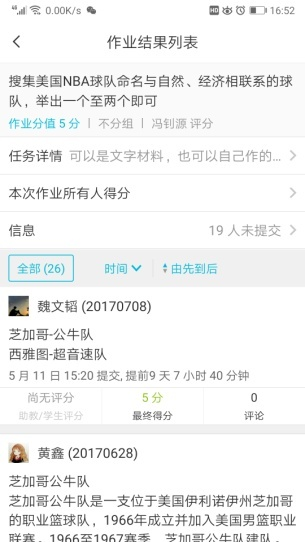 4G 0.00K/s HD 16:52
作业结果列表
搜集美国NBA球队命名与自然、经济相联系的球
队，举出一个至两个即可
作业分值 5 分 | 不分组 | 冯钊源 评分
任务详情 可以是文字材料，也可以自己作的...
本次作业所有人得分
信息 19 人未提交
全部 (26) 时间 由先到后
魏文韬 (20170708)
芝加哥-公牛队
西雅图-超音速队
5 月 11 日 15:20 提交, 提前9 天 7 小时 40 分钟
尚无评分 5 分 0
助教/学生评分 最终得分 评论
黄鑫 (20170628)
芝加哥公牛队
芝加哥公牛队是一支位于美国伊利诺伊州芝加哥
的职业篮球队，1966年成立并加入美国男篮职业
联赛。1966至1967赛季，芝加哥公牛队建队。